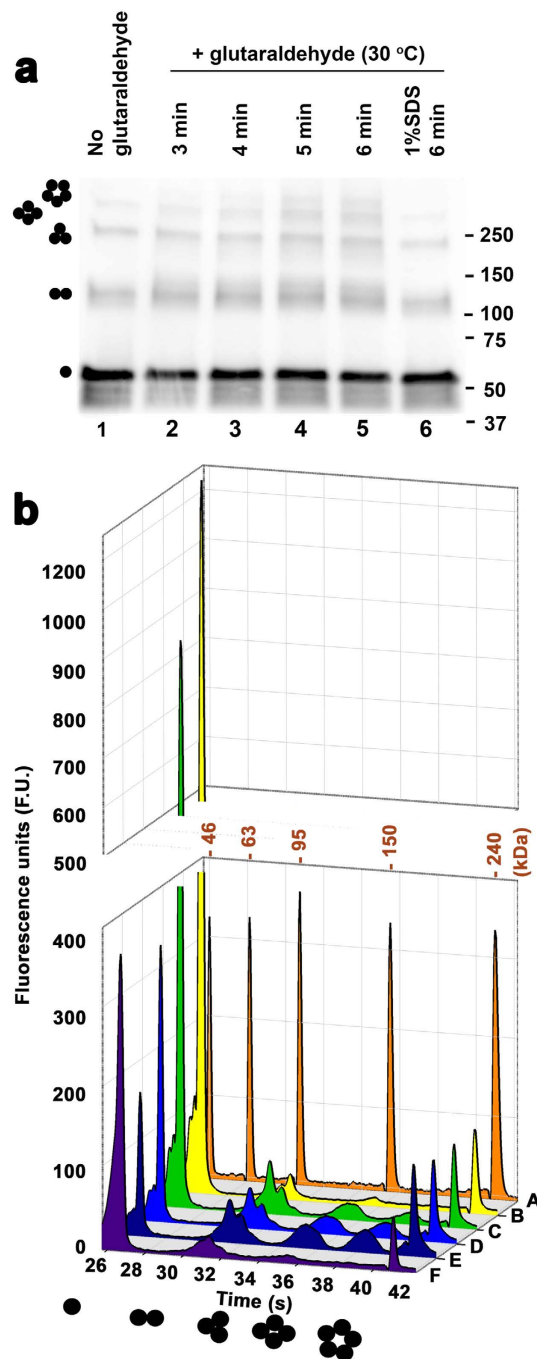 a
+ glutaraldehyde (30 °C)
No
glutaraldehyde
3 min
4 min
5 min
6 min
1%SDS
6 min
- 250
- 150
- 100
- 75
- 50
- 37
1 2 3 4 5 6
b
Fluorescence units (F.U.)
1200
1000
900
800
700
600
500
400
300
200
100
0
- 46
- 63
- 95
- 150
- 240
(kDa)
A
B
C
D
E
F
26 28 30 32 34 36 38 40 42
Time (s)